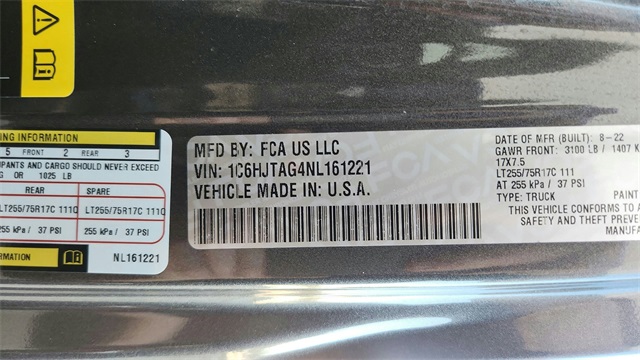 ING INFORMATION
5 FRONT 2 REAR 3
PANTS AND CARGO SHOULD NEVER EXCEED
G OR 1025 LB
REAR SPARE
LT255/75R17C 111Q LT255/75R17C 111Q
255 kPa / 37 PSI 255 kPa / 37 PSI
RMATION
NL161221
MFD BY: FCA US LLC
VIN: 1C6HJTAG4NL161221
VEHICLE MADE IN U.S.A.
DATE OF MFR (BUILT): 8-22
GAWR FRONT: 3100 LB / 1407 K
17X7.5
LT255/75R17C 111
AT 255 kPa / 37 PSI
TYPE: TRUCK PAINT
THIS VEHICLE CONFORMS TO A
SAFETY AND THEFT PREVE
MANUFA